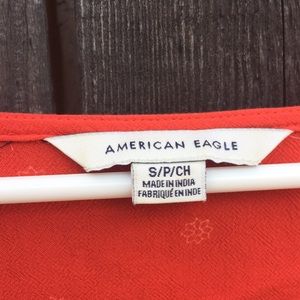 AMERICAN EAGLE
S/P/CH
MADE IN INDIA
FABRIQUÉ EN INDE